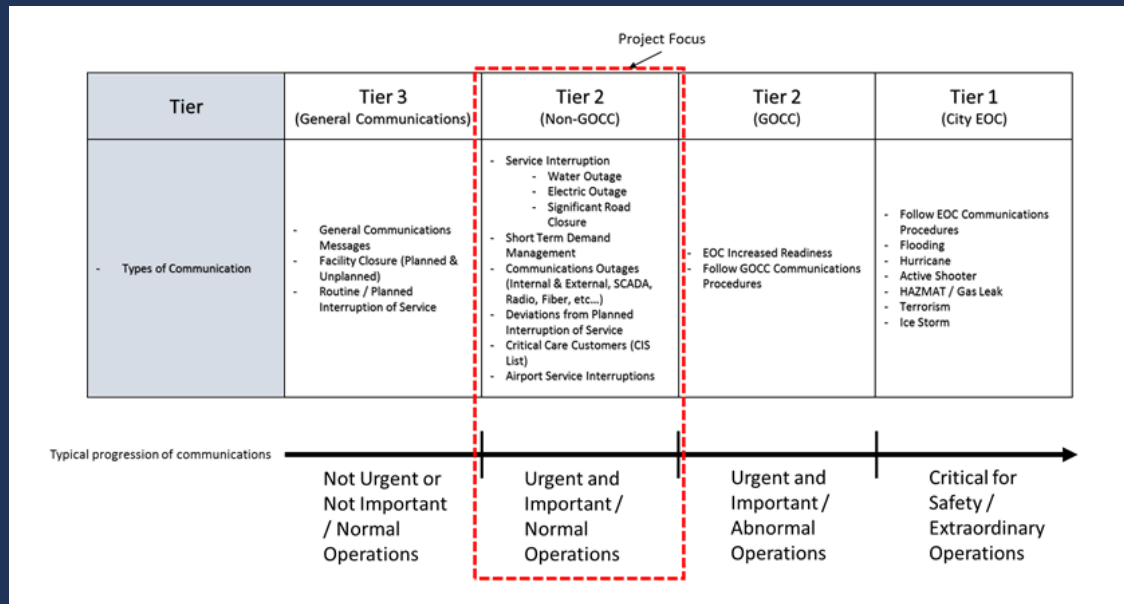 Project Focus
Tier
Tier 3
(General Communications)
Tier 2
(Non-GOCC)
Tier 2
(GOCC)
Tier 1
(City EOC)
- Types of Communication
- General Communications
Messages
- Facility Closure (Planned &
Unplanned)
- Routine / Planned
Interruption of Service
- Service Interruption
- Water Outage
- Electric Outage
- Significant Road
Closure
- Short Term Demand
Management
- Communications Outages
(Internal & External, SCADA,
Radio, Fiber, etc...)
- Deviations from Planned
Interruption of Service
- Critical Care Customers (CIS
List)
- Airport Service Interruptions
- EOC Increased Readiness
- Follow GOCC Communications
Procedures
- Follow EOC Communications
Procedures
- Flooding
- Hurricane
- Active Shooter
- HAZMAT / Gas Leak
- Terrorism
- Ice Storm
Typical progression of communications
Not Urgent or
Not Important
/ Normal
Operations
Urgent and
Important /
Normal
Operations
Urgent and
Important /
Abnormal
Operations
Critical for
Safety /
Extraordinary
Operations